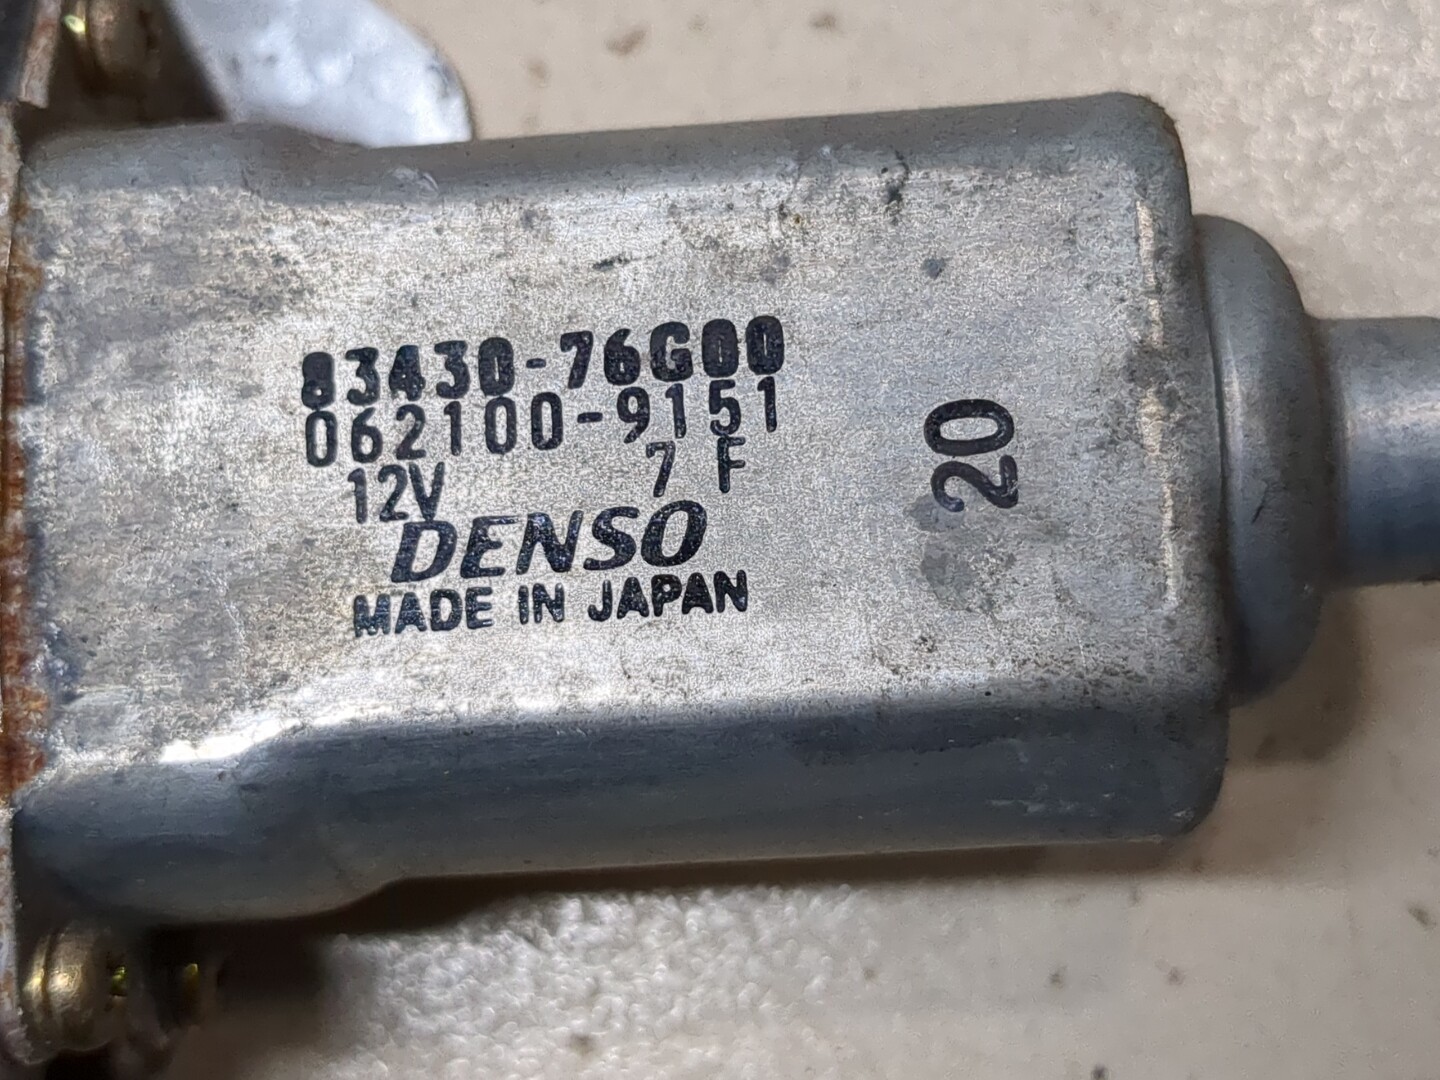 83430-76G00
062100-9151
12V 7 F
DENSO
MADE IN JAPAN
20